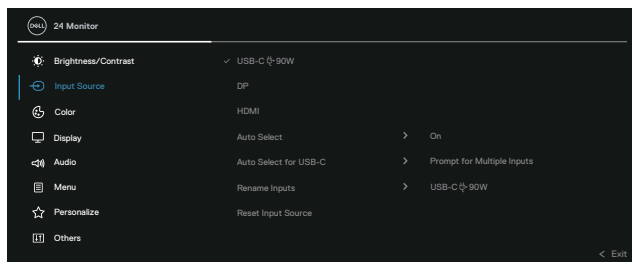 DELL 24 Monitor
Brightness/Contrast ✓ USB-C 90W
Input Source DP
Color HDMI
Display Auto Select > On
Audio Auto Select for USB-C > Prompt for Multiple Inputs
Menu Rename Inputs > USB-C 90W
Personalize Reset Input Source
Others
< Exit